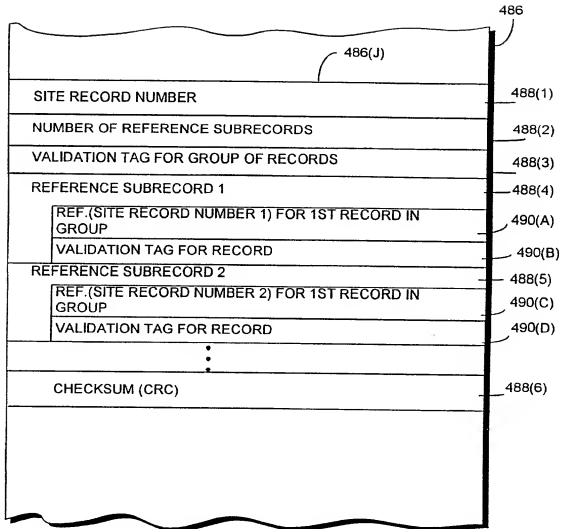 486
486(J)
SITE RECORD NUMBER
488(1)
NUMBER OF REFERENCE SUBRECORDS
488(2)
VALIDATION TAG FOR GROUP OF RECORDS
488(3)
REFERENCE SUBRECORD 1
488(4)
REF.(SITE RECORD NUMBER 1) FOR 1ST RECORD IN
GROUP
490(A)
VALIDATION TAG FOR RECORD
490(B)
REFERENCE SUBRECORD 2
488(5)
REF.(SITE RECORD NUMBER 2) FOR 1ST RECORD IN
GROUP
490(C)
VALIDATION TAG FOR RECORD
490(D)
CHECKSUM (CRC)
488(6)